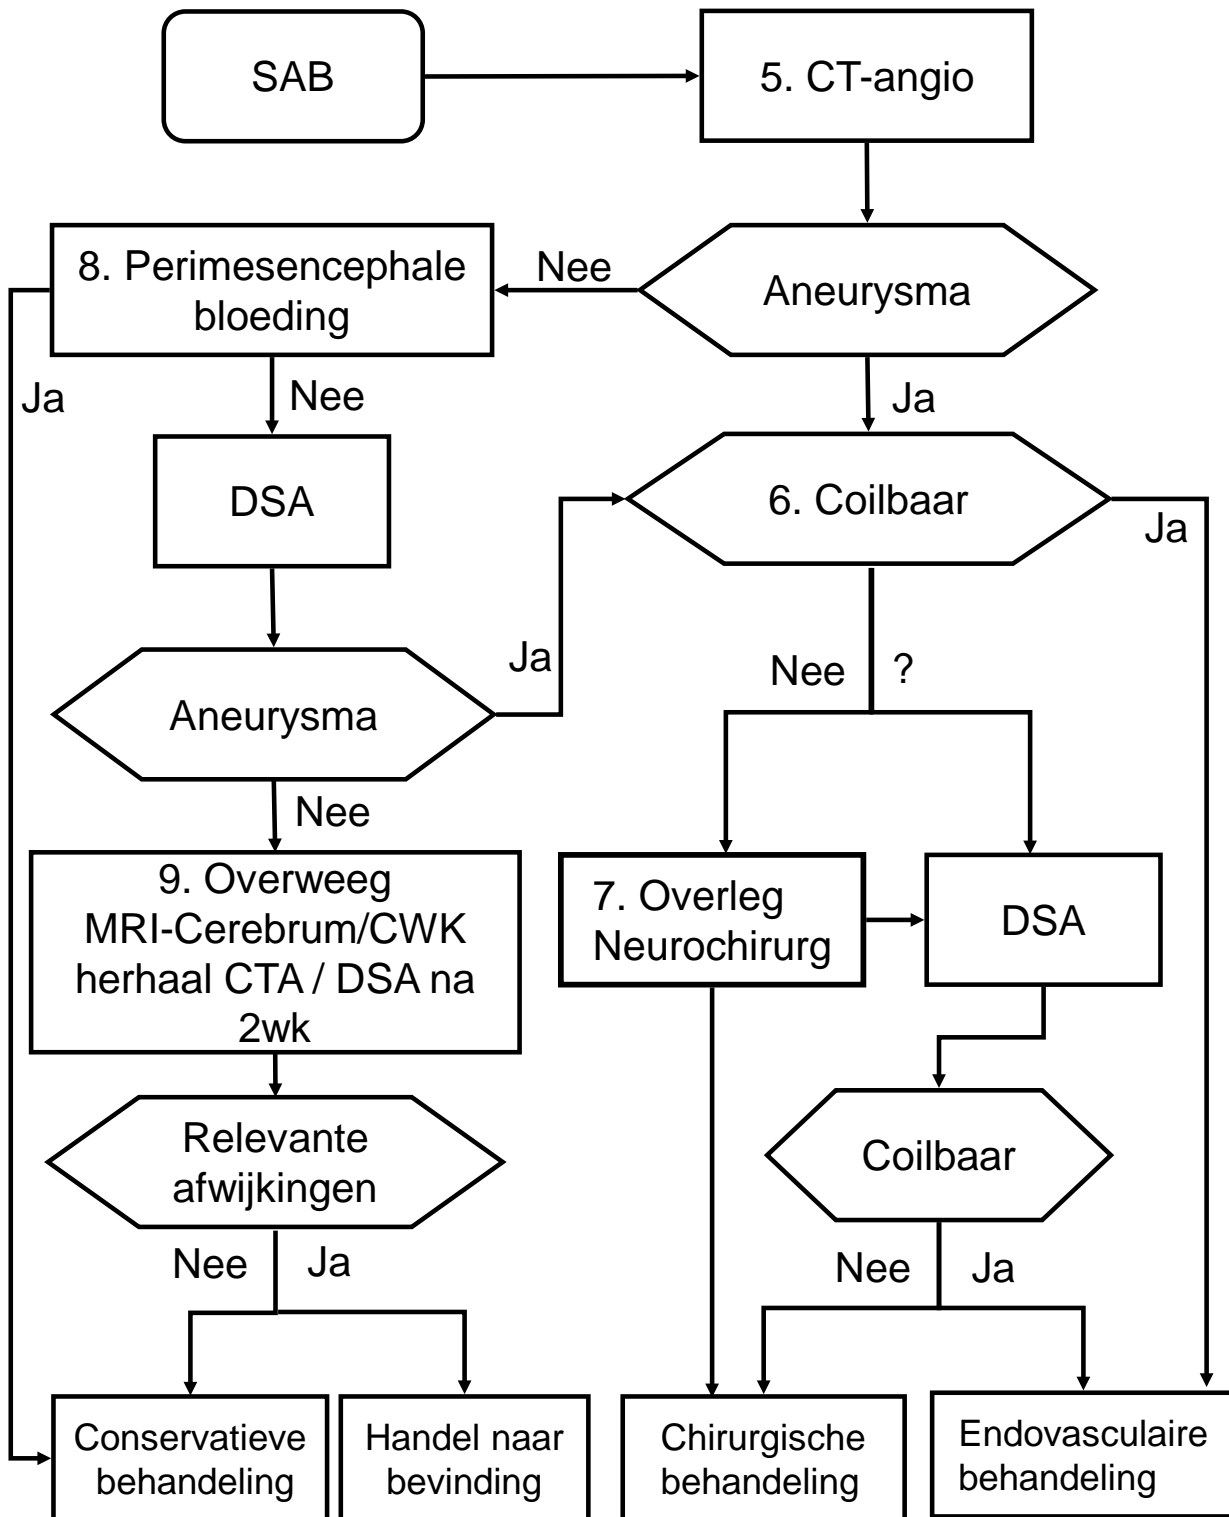 SAB
5. CT-angio
8. Perimesencephale
bloeding
Nee
Aneurysma
Ja
Nee
Ja
DSA
6. Coilbaar
Ja
Ja
Nee
?
Aneurysma
Nee
9. Overweeg
MRI-Cerebrum/CWK
herhaal CTA / DSA na
2wk
7. Overleg
Neurochirurg
DSA
Relevante
afwijkingen
Coilbaar
Nee
Ja
Nee
Ja
Conservatieve
behandeling
Handel naar
bevinding
Chirurgische
behandeling
Endovasculaire
behandeling